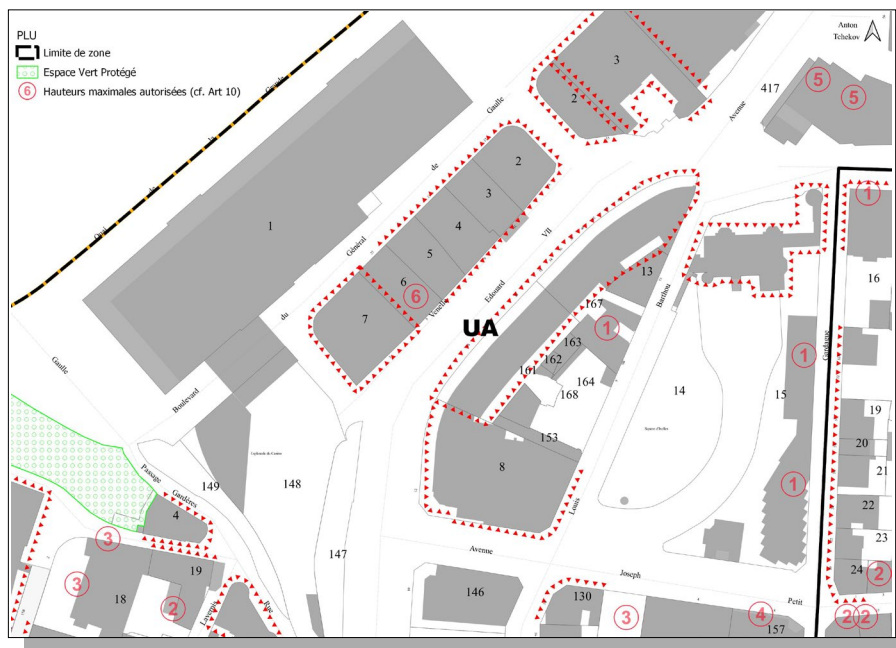 PLU
Limite de zone
Espace Vert Protégé
6 Hauteurs maximales autorisées (cf. Art 10)
Anton
Tchekov
3
2
417
5
5
Avenue
Gaulle
de
Général
du
Boulevard
Quai
de
1
2
3
4
5
6
6
7
Venelle
Edouard
VII
UA
13
167
1
163
162
161
164
168
153
8
Barthou
Louis
14
15
1
1
1
16
19
20
21
22
23
24
2
2
2
Gaulle
Passage
Gardères
149
148
147
4
3
3
19
18
2
Rue
Avenue
Joseph
Petit
146
130
3
4
157